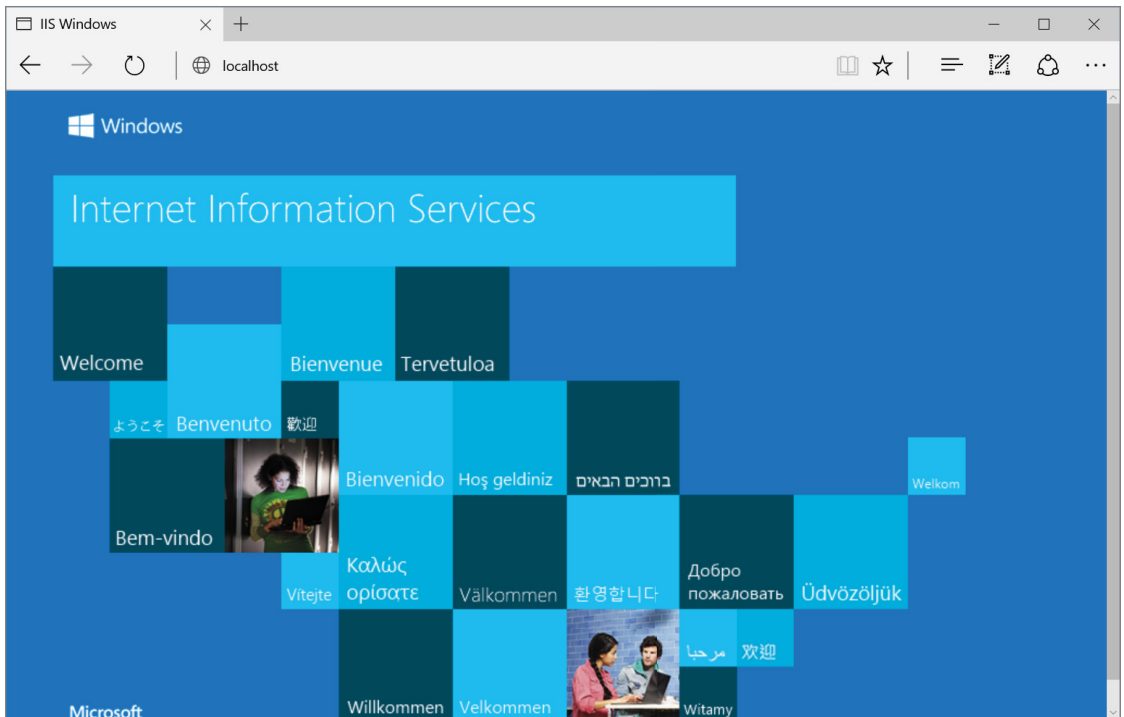 IIS Windows
localhost
Windows
Internet Information Services
Welcome
Bienvenue
Tervetuloa
ようこそ
Benvenuto
歡迎
Bienvenido
Hoş geldiniz
ברוכים הבאים
Welkom
Bem-vindo
Vítejte
Καλώς
ορίσατε
Välkommen
환영합니다
Добро
пожаловать
Üdvözöljük
مرحبا
欢迎
Willkommen
Velkommen
Witamy
Microsoft